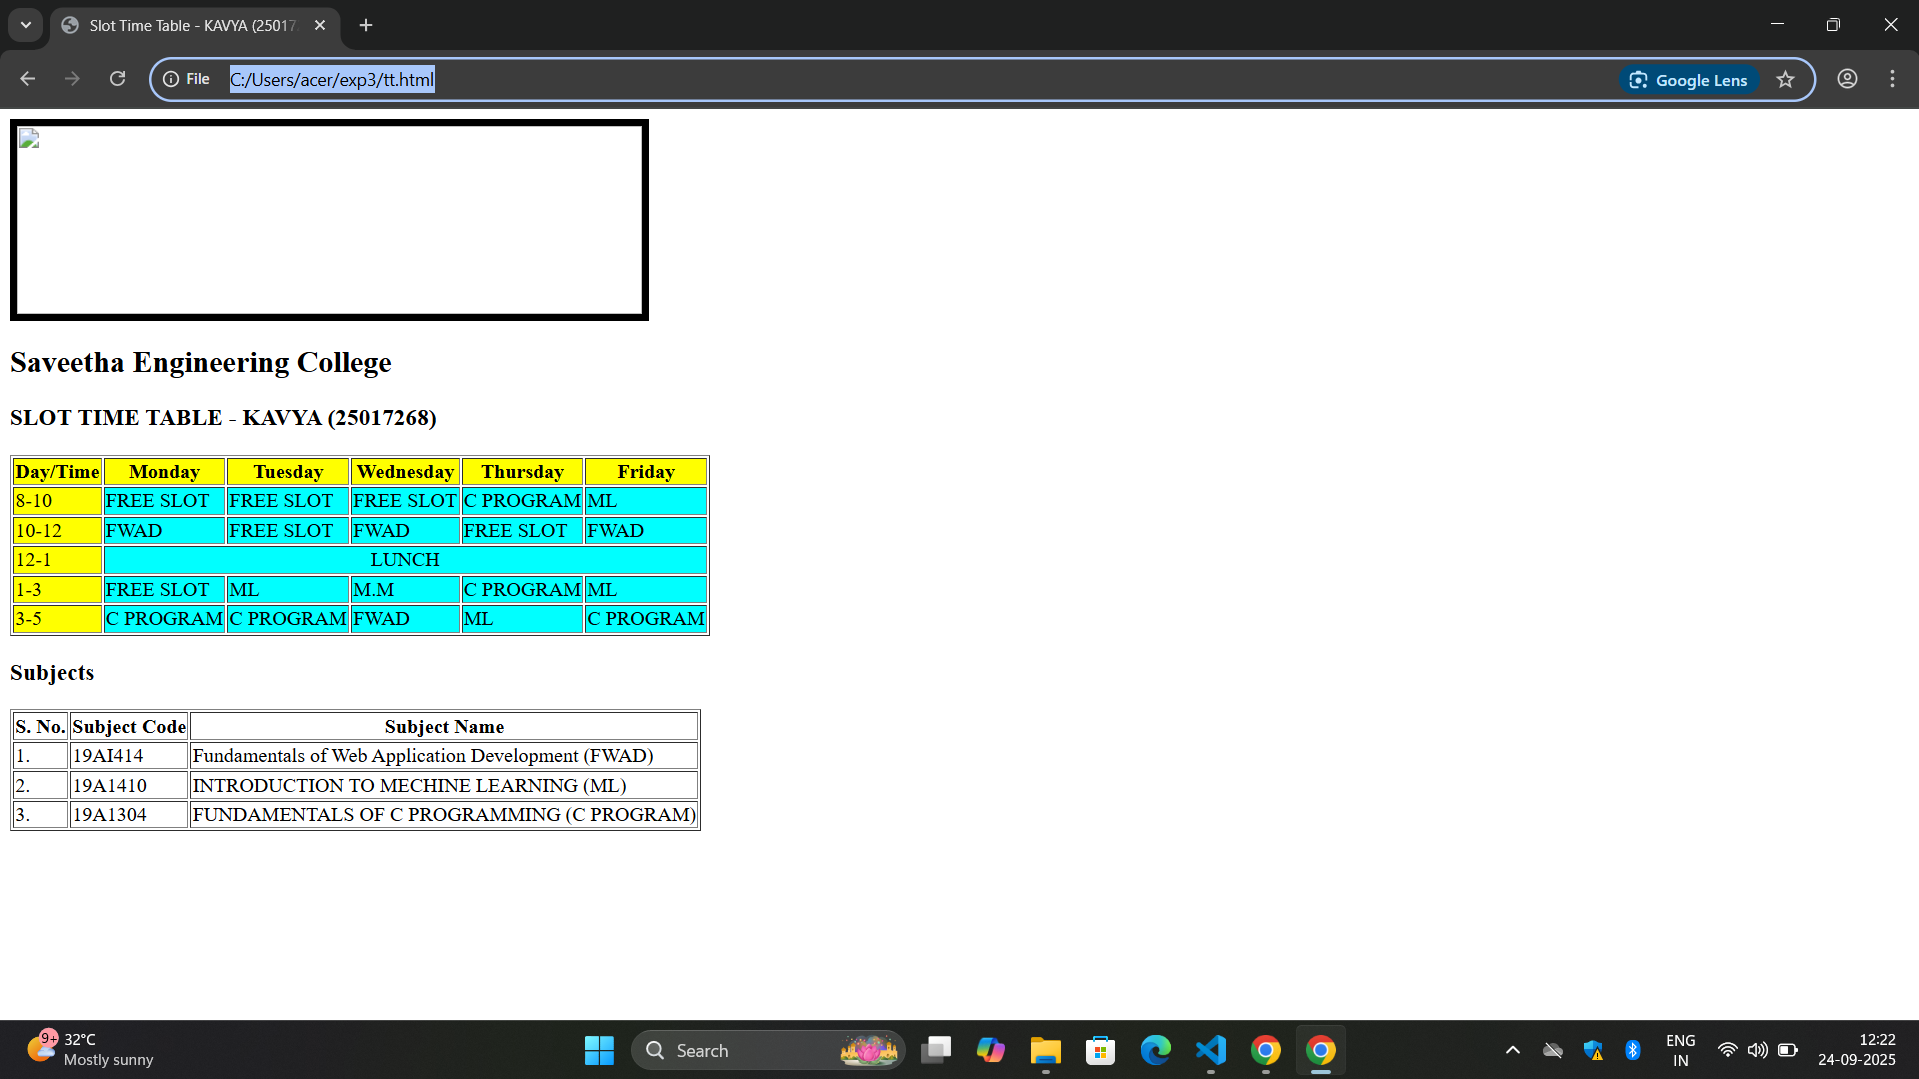 Slot Time Table - KAVYA (25017
File C:/Users/acer/exp3/tt.html Google Lens
Saveetha Engineering College
SLOT TIME TABLE - KAVYA (25017268)
Day/Time Monday Tuesday Wednesday Thursday Friday
8-10 FREE SLOT FREE SLOT FREE SLOT C PROGRAM ML
10-12 FWAD FREE SLOT FWAD FREE SLOT FWAD
12-1 LUNCH
1-3 FREE SLOT ML M.M C PROGRAM ML
3-5 C PROGRAM C PROGRAM FWAD ML C PROGRAM
Subjects
S. No. Subject Code Subject Name
1. 19AI414 Fundamentals of Web Application Development (FWAD)
2. 19A1410 INTRODUCTION TO MECHINE LEARNING (ML)
3. 19A1304 FUNDAMENTALS OF C PROGRAMMING (C PROGRAM)
9+ 32°C
Mostly sunny
Search
ENG
IN
12:22
24-09-2025